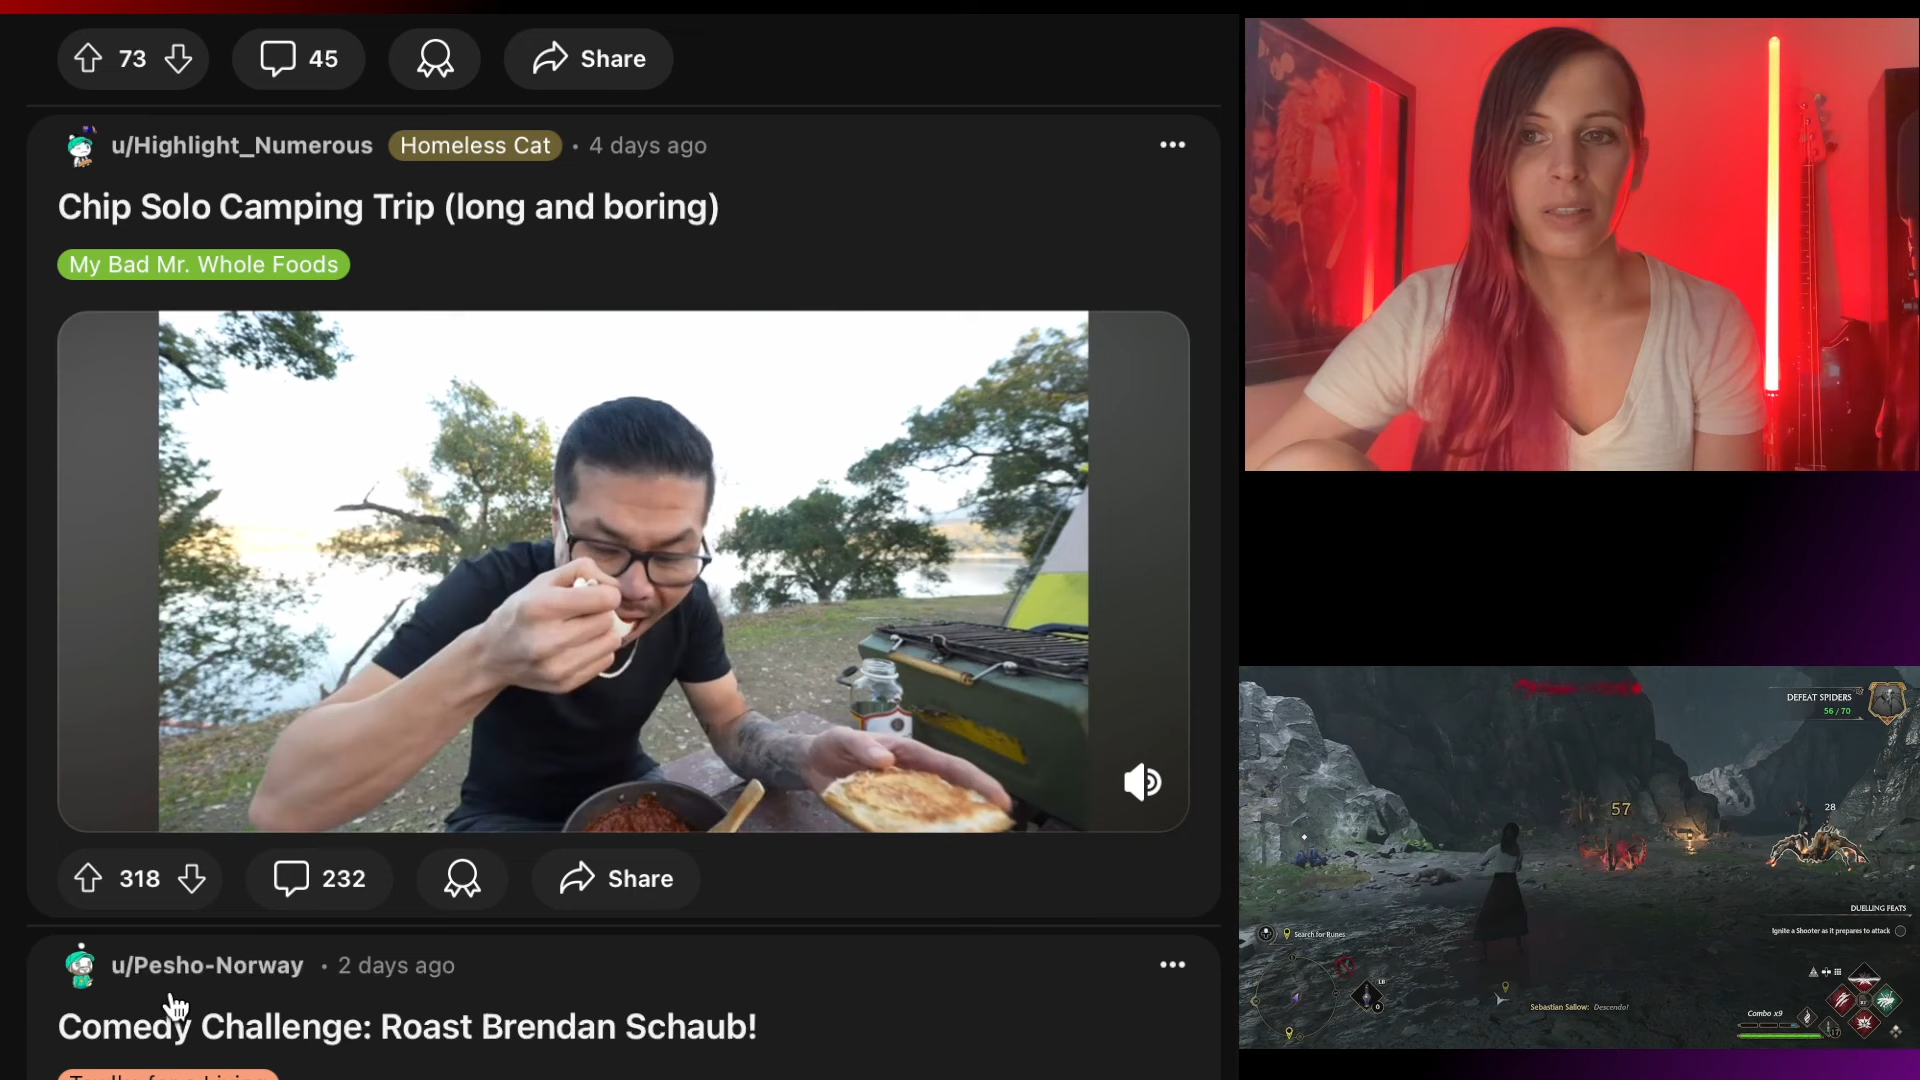 73
45
Share
u/Highlight_Numerous Homeless Cat • 4 days ago
Chip Solo Camping Trip (long and boring)
My Bad Mr. Whole Foods
318
232
Share
u/Pesho-Norway • 2 days ago
Comedy Challenge: Roast Brendan Schaub!
DEFEAT SPIDERS
56 / 70
57
28
DUELLING FEATS
Ignite a Shooter as it prepares to attack
Search for Runes
LB
0
Sebastian Sallow: Descendo!
Combo x9
17